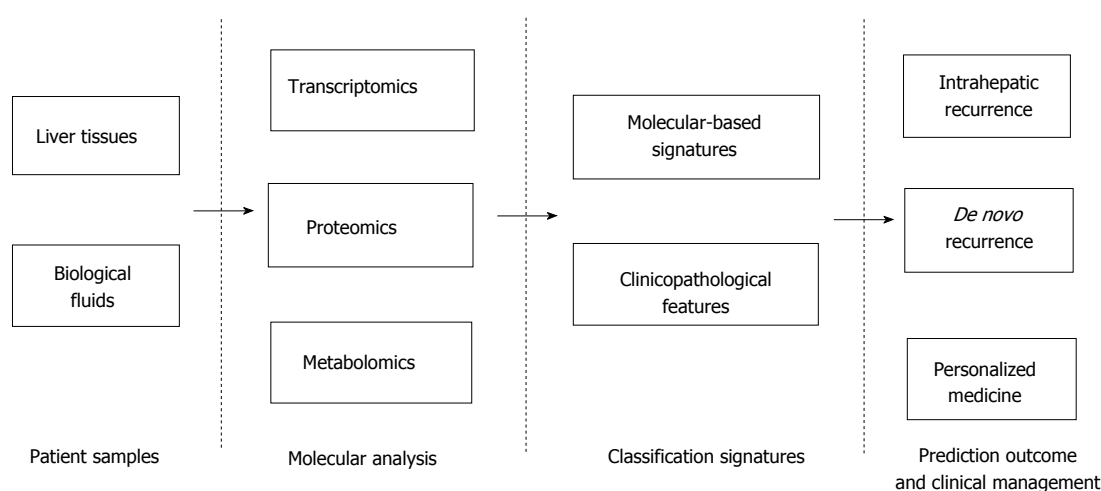 Liver tissues
Biological
fluids
Patient samples
Transcriptomics
Proteomics
Metabolomics
Molecular analysis
Molecular-based
signatures
Clinicopathological
features
Classification signatures
Intrahepatic
recurrence
De novo
recurrence
Personalized
medicine
Prediction outcome
and clinical management